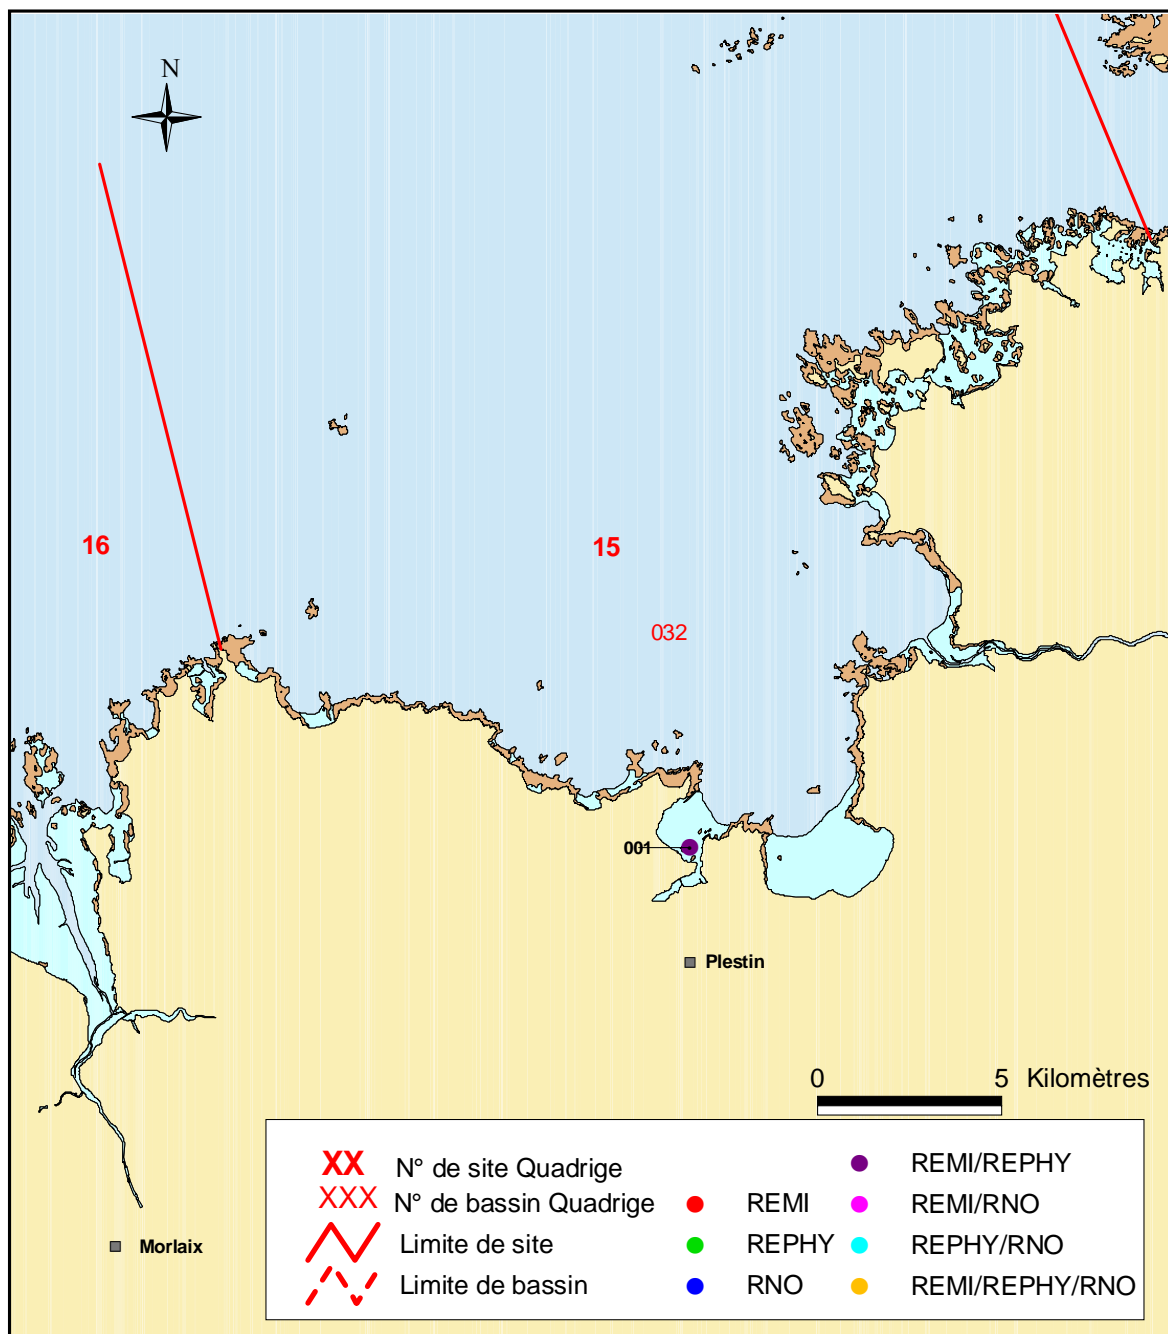 N
16
15
032
001
Plestin
0 5 Kilomètres
XX N° de site Quadrige
XXX N° de bassin Quadrige
Limite de site
Limite de bassin
REMI
REPHY
RNO
REMI/REPHY
REMI/RNO
REPHY/RNO
REMI/REPHY/RNO
Morlaix